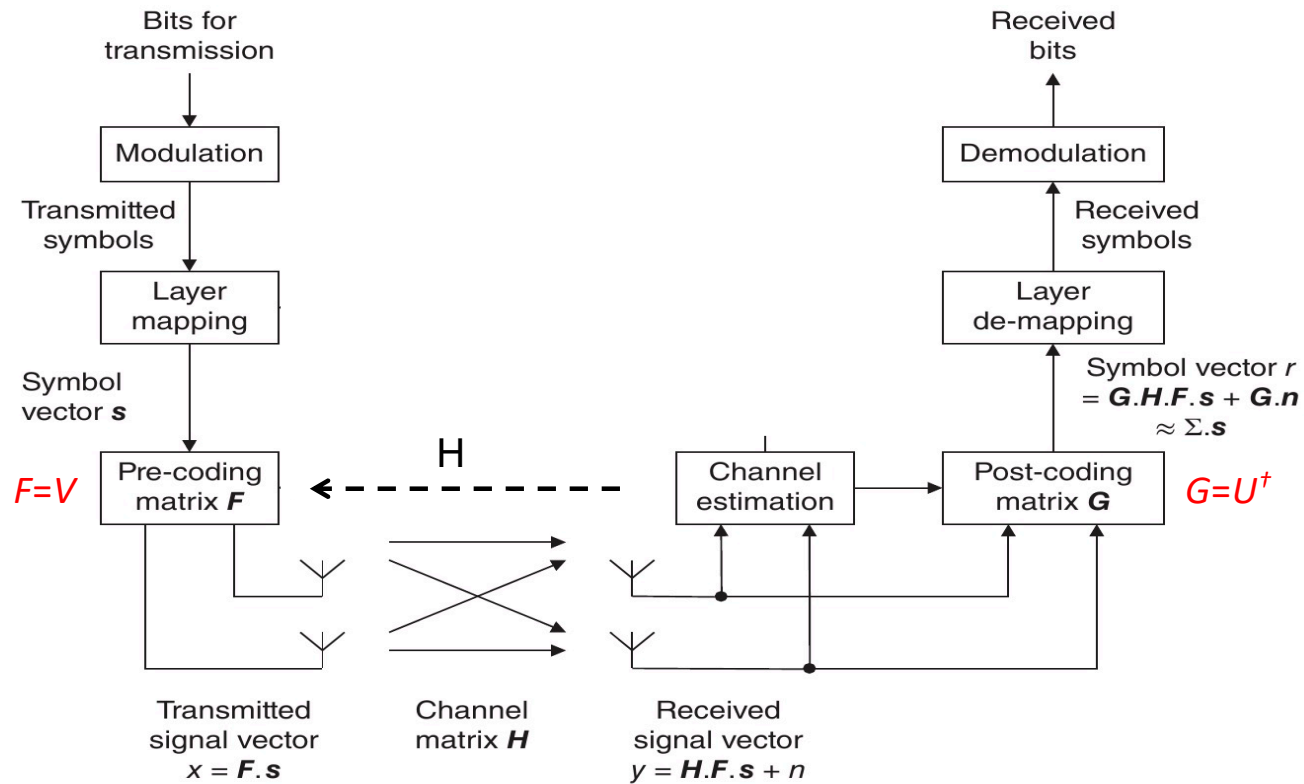 Bits for
transmission
Modulation
Transmitted
symbols
Layer
mapping
Symbol
vector s
F=V
Pre-coding
matrix F
H
Transmitted
signal vector
x = F.s
Channel
matrix H
Received
signal vector
y = H.F.s + n
Channel
estimation
Post-coding
matrix G
G=U†
Symbol vector r
= G.H.F.s + G.n
≈ Σ.s
Layer
de-mapping
Received
symbols
Demodulation
Received
bits